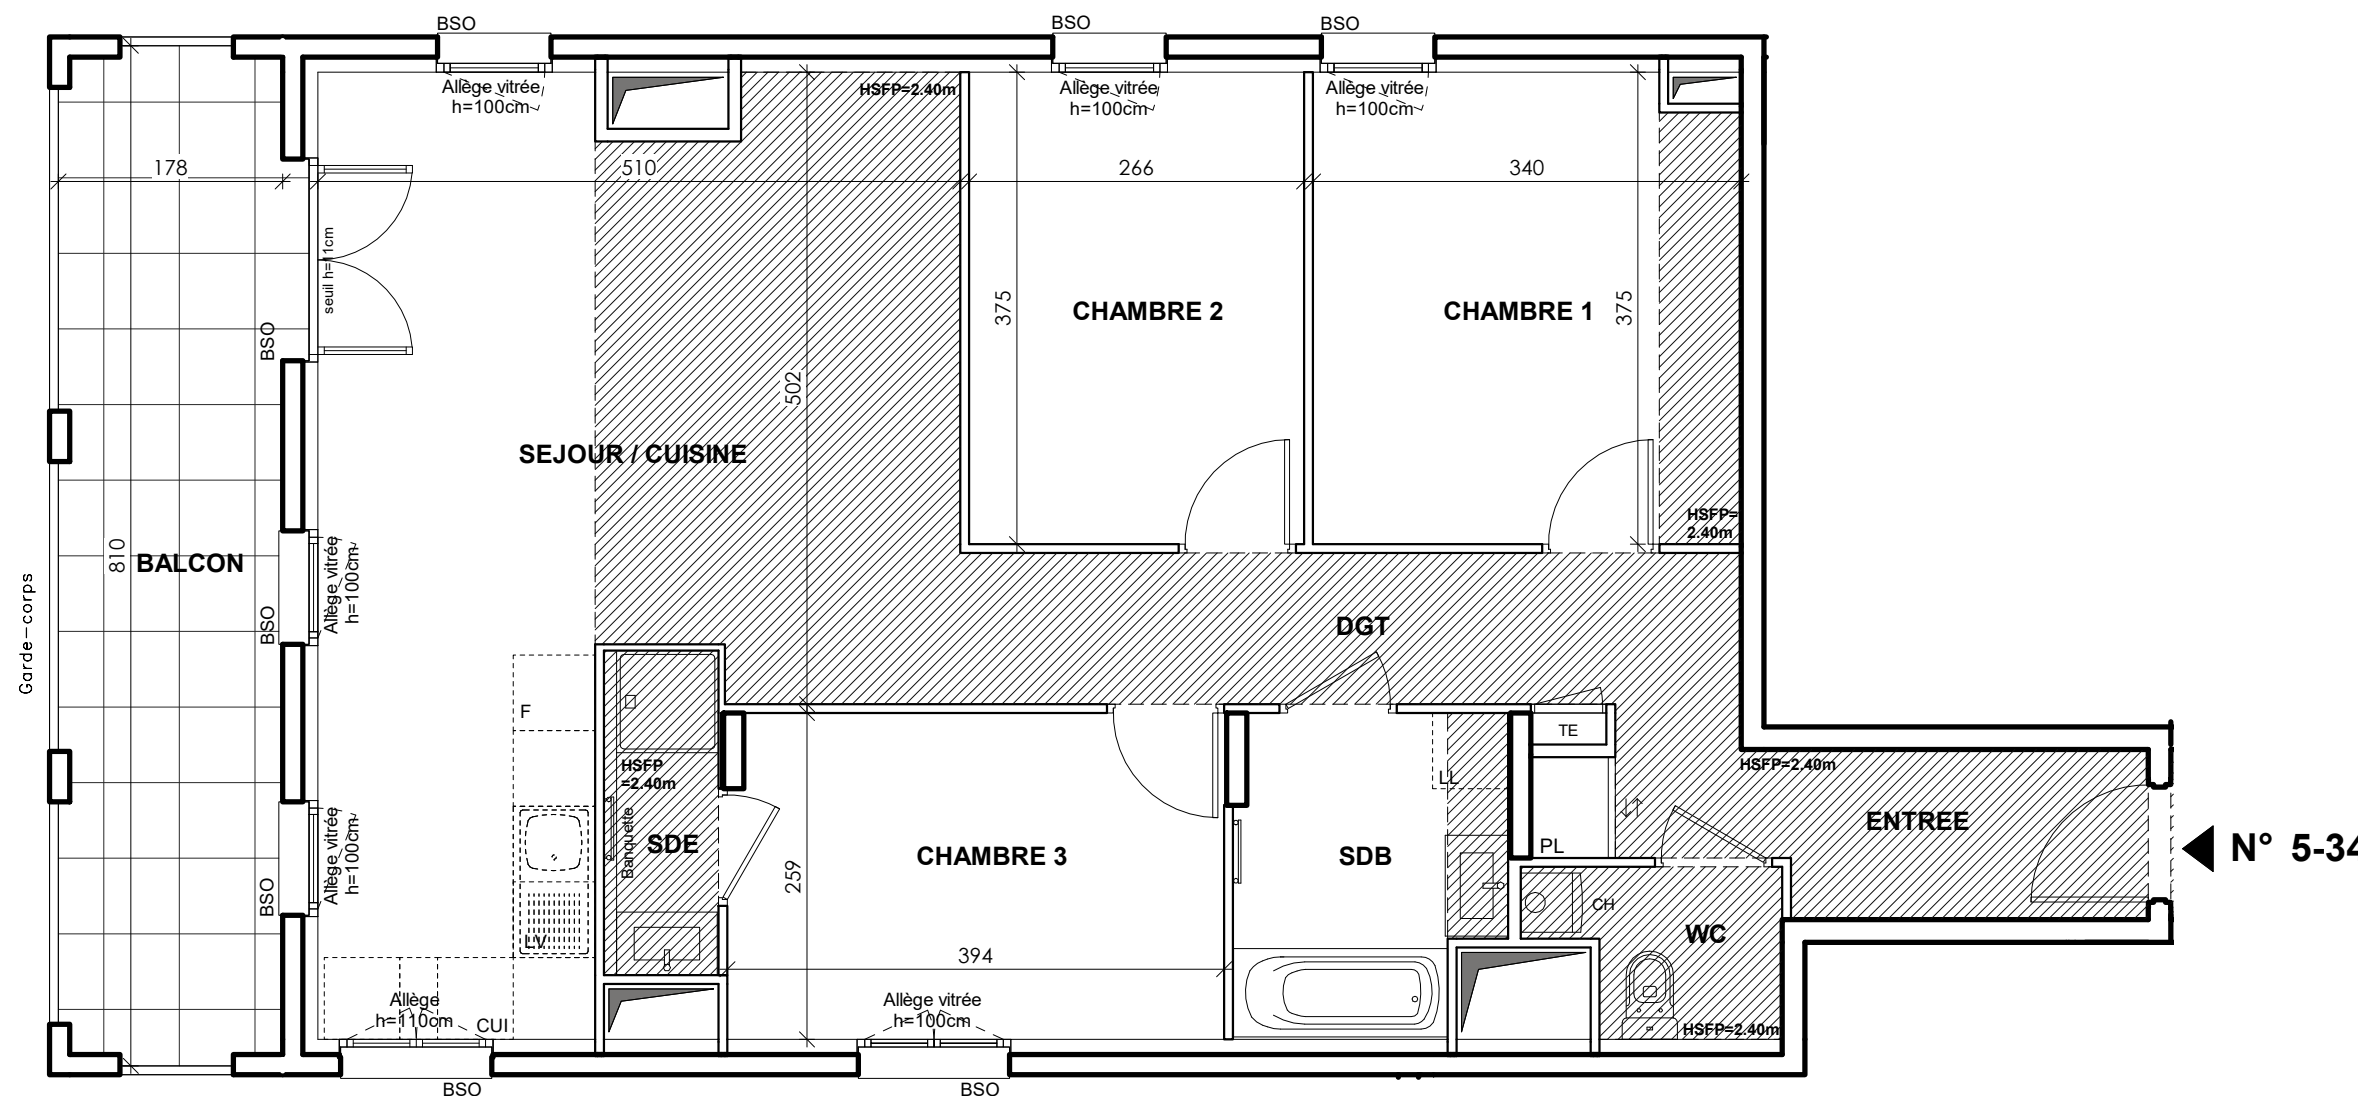 BSO
BSO
BSO
Allège vitrée
h=100cm
HSFP=2.40m
Allège vitrée
h=100cm
Allège vitrée
h=100cm
178
510
266
340
seuil h=11cm
375
CHAMBRE 2
CHAMBRE 1
375
BSO
502
SEJOUR / CUISINE
HSFP=
2.40m
Garde-corps
810
BALCON
Allège vitrée
h=100cm
BSO
DGT
F
TE
HSFP
=2.40m
HSFP=2.40m
LL
Banquette
SDE
CHAMBRE 3
259
SDB
PL
ENTREE
N° 5-34
Allège vitrée
h=100cm
BSO
CH
LV
WC
394
Allège
h=110cm
CUI
Allège vitrée
h=100cm
HSFP=2.40m
BSO
BSO